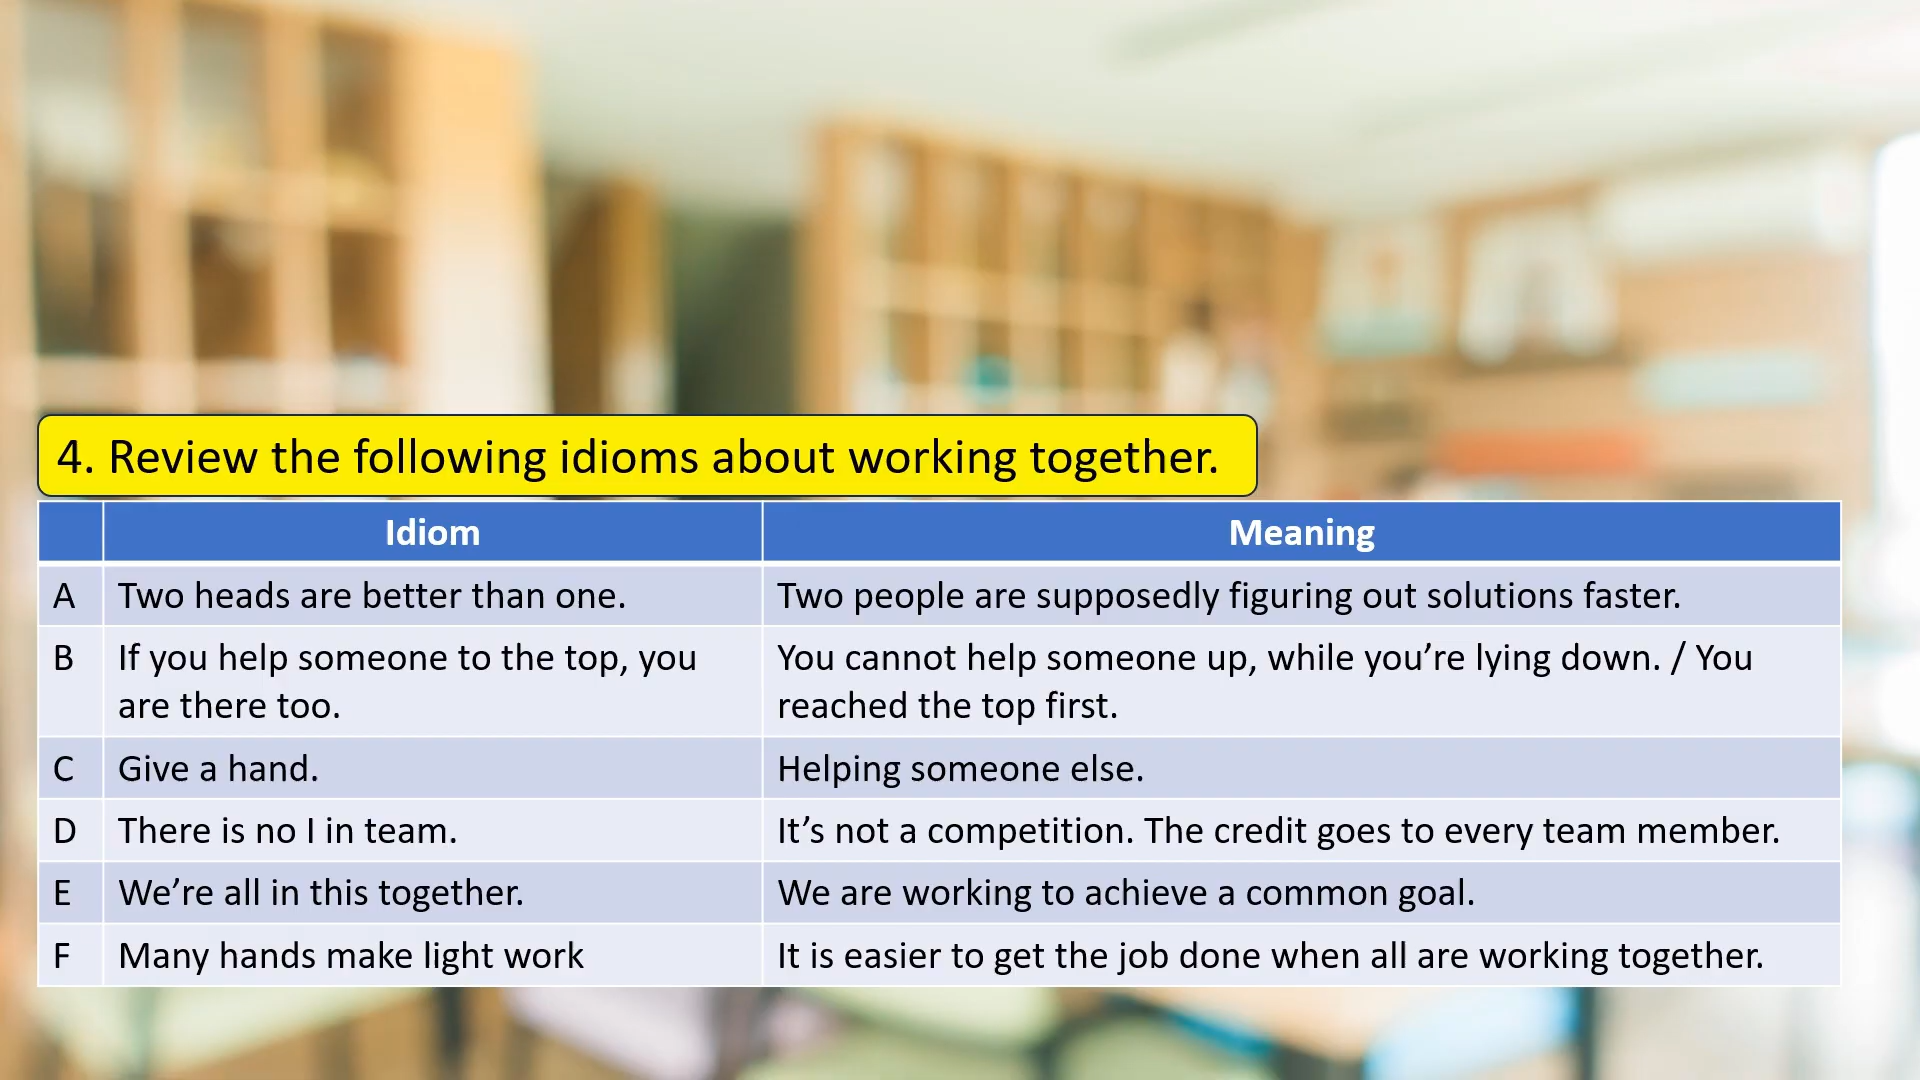 4. Review the following idioms about working together.
Idiom
Meaning
A
Two heads are better than one.
Two people are supposedly figuring out solutions faster.
B
If you help someone to the top, you
are there too.
You cannot help someone up, while you’re lying down. / You
reached the top first.
C
Give a hand.
Helping someone else.
D
There is no I in team.
It’s not a competition. The credit goes to every team member.
E
We’re all in this together.
We are working to achieve a common goal.
F
Many hands make light work
It is easier to get the job done when all are working together.